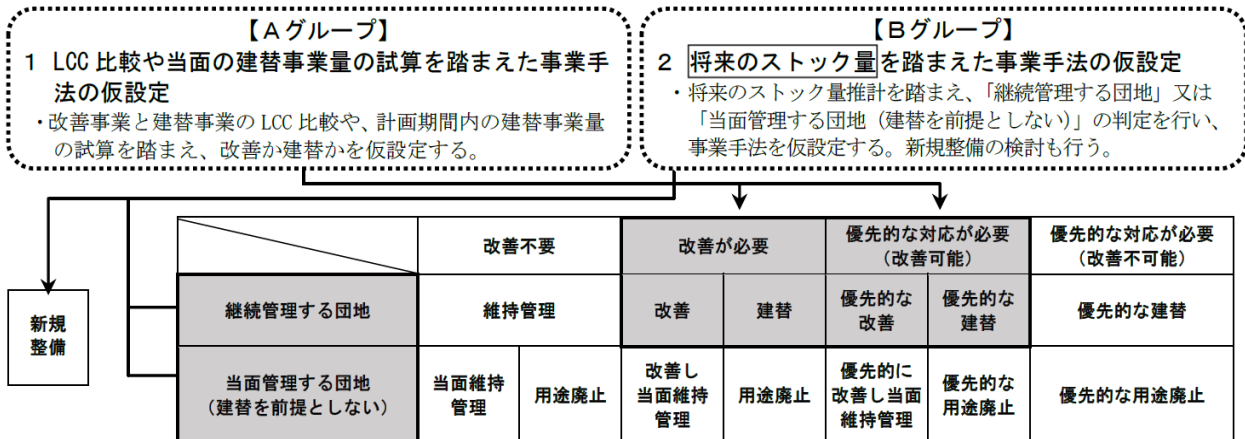 【Aグループ】
1 LCC 比較や当面の建替事業量の試算を踏まえた事業手
法の仮設定
・改善事業と建替事業の LCC 比較や、計画期間内の建替事業量
の試算を踏まえ、改善か建替かを仮設定する。
【Bグループ】
2 将来のストック量を踏まえた事業手法の仮設定
・将来のストック量推計を踏まえ、「継続管理する団地」又は
「当面管理する団地（建替を前提としない）」の判定を行い、
事業手法を仮設定する。新規整備の検討も行う。
新規
整備
改善不要
改善が必要
優先的な対応が必要
（改善可能）
優先的な対応が必要
（改善不可能）
継続管理する団地
維持管理
改善
建替
優先的な
改善
優先的な
建替
優先的な建替
当面管理する団地
（建替を前提としない）
当面維持
管理
用途廃止
改善し
当面維持
管理
用途廃止
優先的に
改善し当面
維持管理
優先的な
用途廃止
優先的な用途廃止